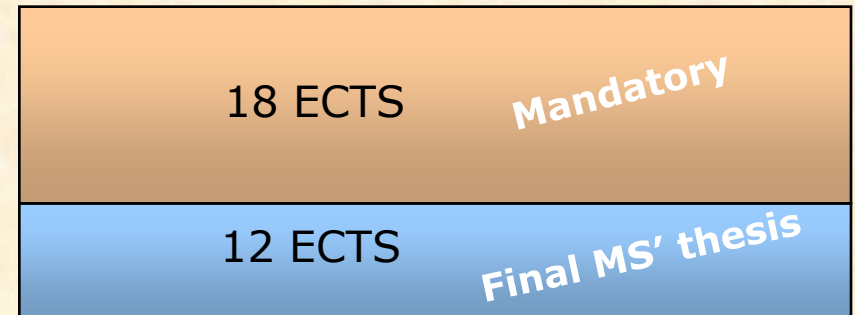 18 ECTS
Mandatory
12 ECTS
Final MS’ thesis